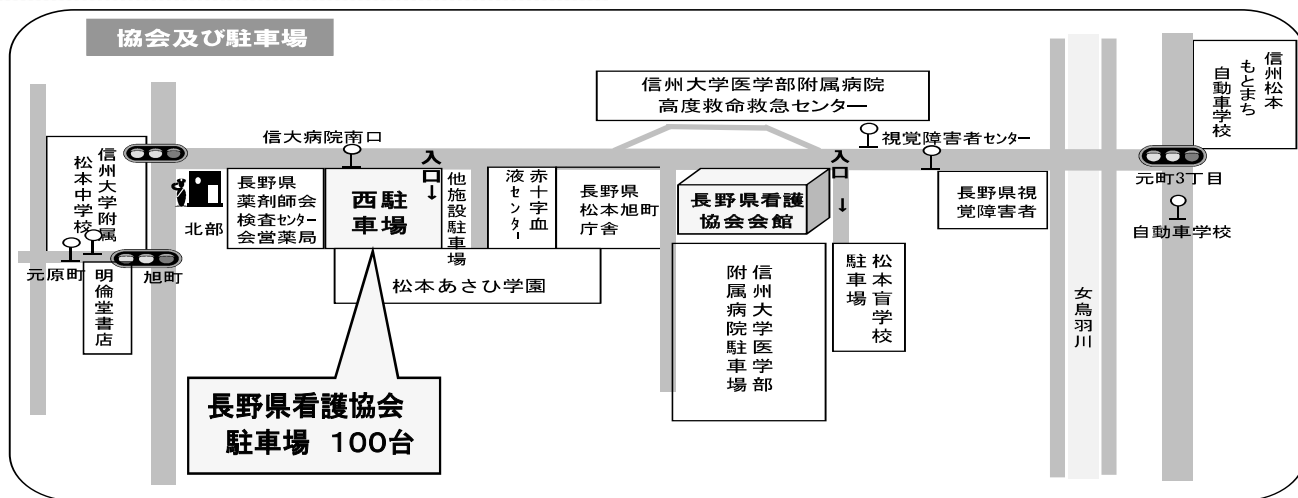 協会及び駐車場
信州大学医学部附属病院
高度救命救急センター
信州松本
もとまち
自動車学校
信州大学附属
松本中学校
信大病院南口
入口↓
視覚障害者センター
入口↓
元町3丁目
自動車学校
北部
長野県
薬剤師会
検査センター
会営薬局
西駐
車場
他施設駐車場
赤十字血
液センター
長野県
松本旭町
庁舎
長野県看護
協会会館
長野県視
覚障害者
元原町
旭町
明倫堂書店
松本あさひ学園
信州大学医学部
附属病院駐車場
松本盲学校
駐車場
女鳥羽川
長野県看護協会
駐車場 100台